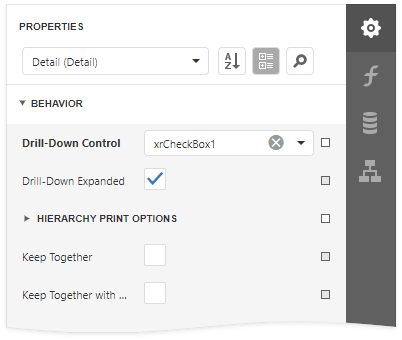 PROPERTIES
Detail (Detail)
BEHAVIOR
Drill-Down Control xrCheckBox1
Drill-Down Expanded
HIERARCHY PRINT OPTIONS
Keep Together
Keep Together with ...